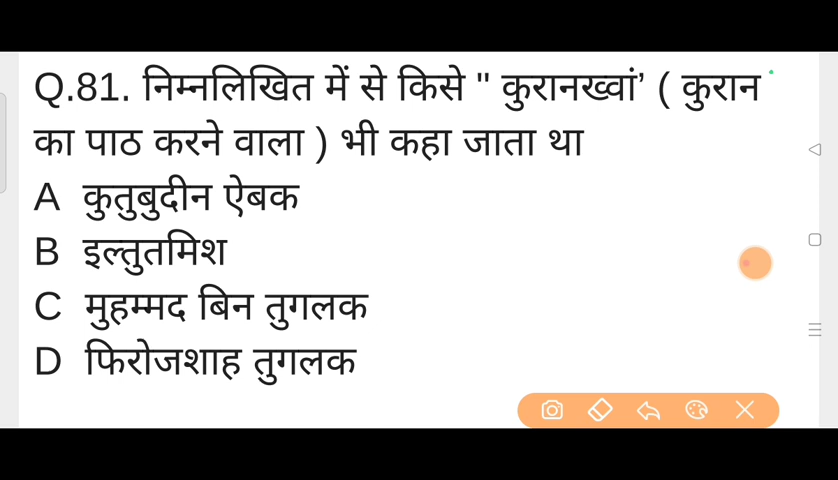 Q.81. निम्नलिखित में से किसे " कुरानख्वां’ ( कुरान
का पाठ करने वाला ) भी कहा जाता था
A कुतुबुदीन ऐबक
B इल्तुतमिश
C मुहम्मद बिन तुगलक
D फिरोजशाह तुगलक